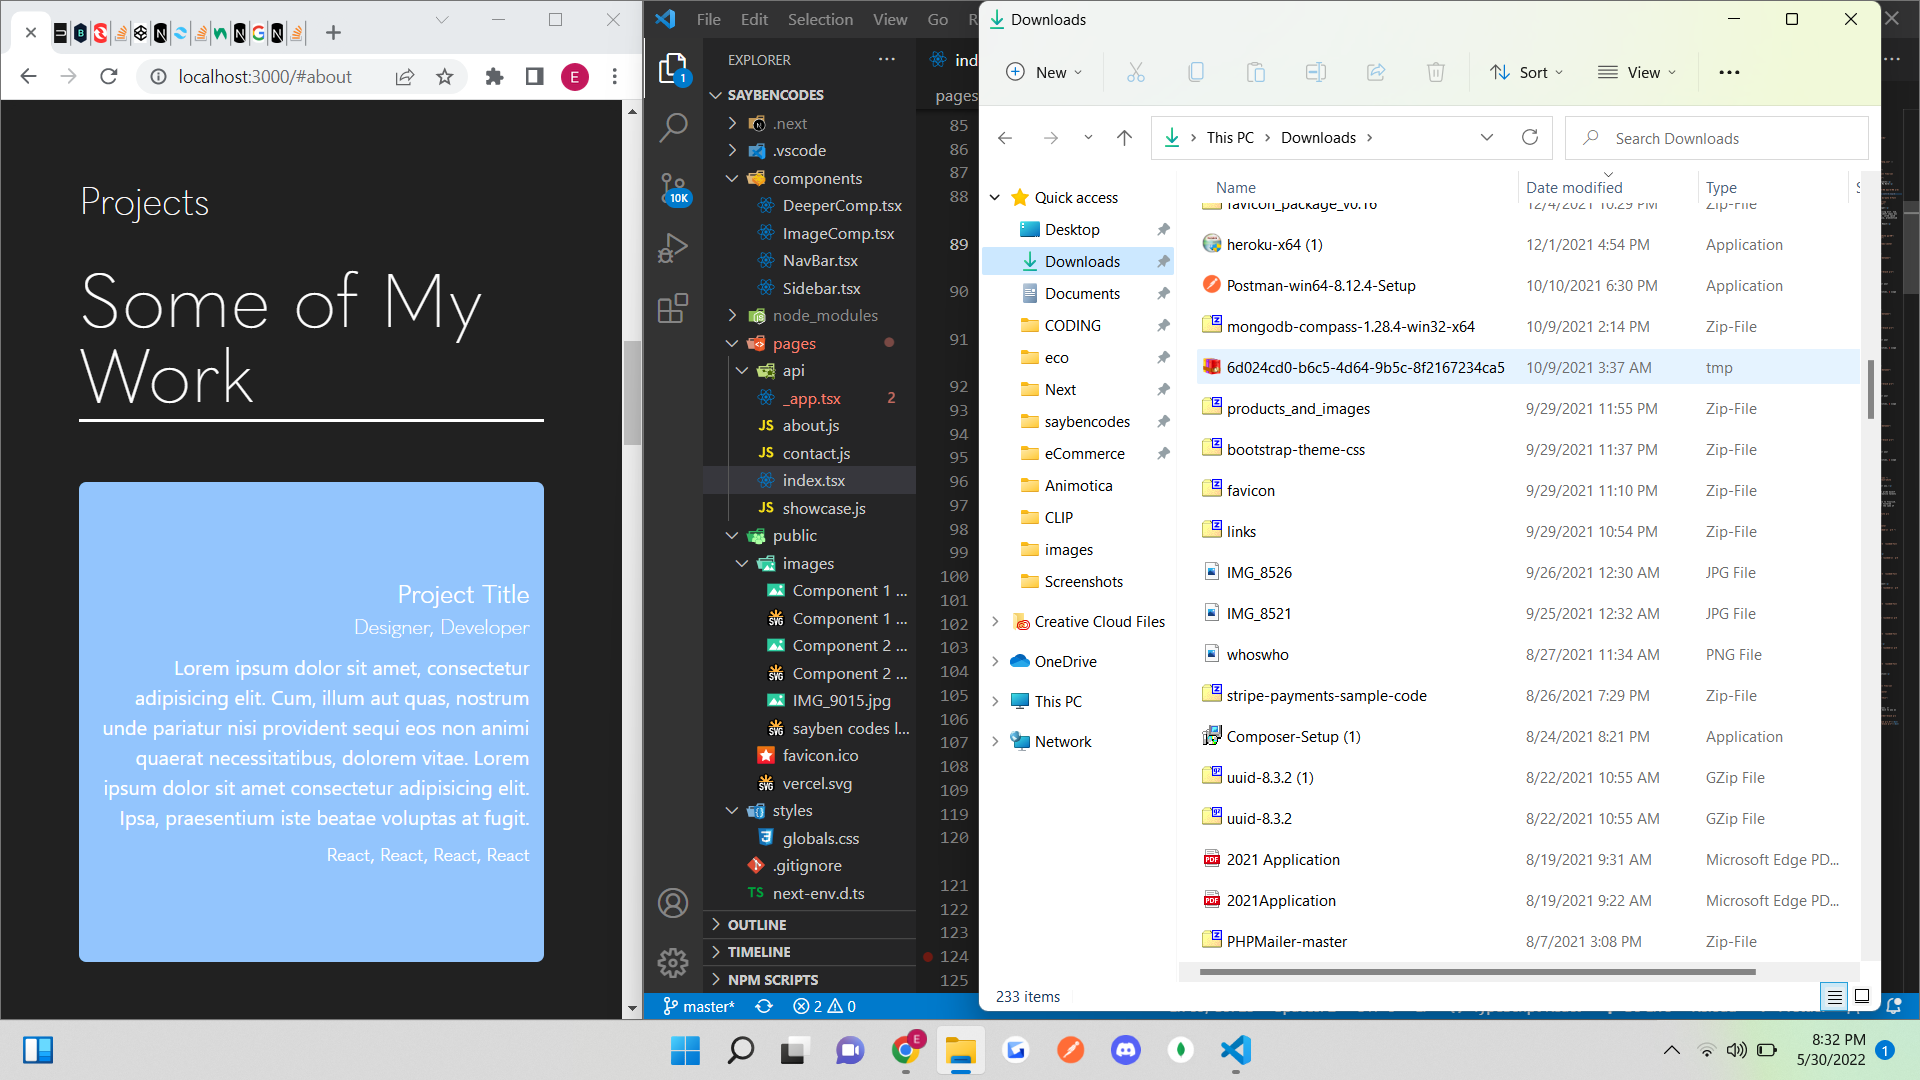 localhost:3000/#about
E
Projects
Some of My
Work
Project Title
Designer, Developer
Lorem ipsum dolor sit amet, consectetur
adipisicing elit. Cum, illum aut quas, nostrum
unde pariatur nisi provident sequi eos non animi
quaerat necessitatibus, dolorem vitae. Lorem
ipsum dolor sit amet consectetur adipisicing elit.
Ipsa, praesentium iste beatae voluptas at fugit.
React, React, React, React
File Edit Selection View Go R
1
10K
EXPLORER
SAYBENCODES
.next
.vscode
components
DeeperComp.tsx
ImageComp.tsx
NavBar.tsx
Sidebar.tsx
node_modules
pages
api
_app.tsx 2
about.js
contact.js
index.tsx
showcase.js
public
images
Component 1 ...
Component 1 ...
Component 2 ...
Component 2 ...
IMG_9015.jpg
sayben codes l...
favicon.ico
vercel.svg
styles
globals.css
.gitignore
next-env.d.ts
OUTLINE
TIMELINE
NPM SCRIPTS
master*
2 0
ind
pages
85
86
87
88
89
90
91
92
93
94
95
96
97
98
99
100
101
102
103
104
105
106
107
108
109
119
120
121
122
123
124
125
Downloads
New
Sort
View
This PC Downloads
Search Downloads
Quick access
Desktop
Downloads
Documents
CODING
eco
Next
saybencodes
eCommerce
Animotica
CLIP
images
Screenshots
Creative Cloud Files
OneDrive
This PC
Network
Name Date modified Type
favicon_package_v0.16 12/4/2021 10:29 PM Zip-File
heroku-x64 (1) 12/1/2021 4:54 PM Application
Postman-win64-8.12.4-Setup 10/10/2021 6:30 PM Application
mongodb-compass-1.28.4-win32-x64 10/9/2021 2:14 PM Zip-File
6d024cd0-b6c5-4d64-9b5c-8f2167234ca5 10/9/2021 3:37 AM tmp
products_and_images 9/29/2021 11:55 PM Zip-File
bootstrap-theme-css 9/29/2021 11:37 PM Zip-File
favicon 9/29/2021 11:10 PM Zip-File
links 9/29/2021 10:54 PM Zip-File
IMG_8526 9/26/2021 12:30 AM JPG File
IMG_8521 9/25/2021 12:32 AM JPG File
whoswho 8/27/2021 11:34 AM PNG File
stripe-payments-sample-code 8/26/2021 7:29 PM Zip-File
Composer-Setup (1) 8/24/2021 8:21 PM Application
uuid-8.3.2 (1) 8/22/2021 10:55 AM GZip File
uuid-8.3.2 8/22/2021 10:55 AM GZip File
2021 Application 8/19/2021 9:31 AM Microsoft Edge PD...
2021Application 8/19/2021 9:22 AM Microsoft Edge PD...
PHPMailer-master 8/7/2021 3:08 PM Zip-File
233 items
8:32 PM
5/30/2022
1